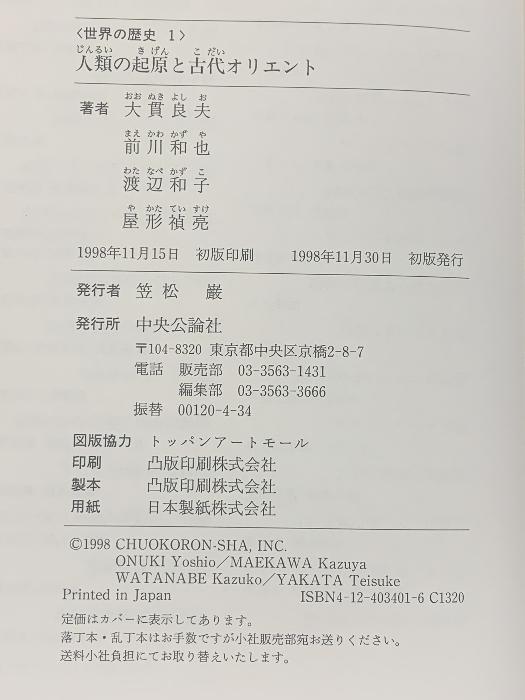 〈世界の歴史 1〉
じんるい きげん こだい
人類の起原と古代オリエント
おお ぬき よし お
著者 大貫良夫
まえ かわ かず や
前川和也
わた なべ かず こ
渡辺和子
や かた てい すけ
屋形禎亮
1998年11月15日 初版印刷 1998年11月30日 初版発行
発行者 笠松 巌
発行所 中央公論社
〒104-8320 東京都中央区京橋2-8-7
電話 販売部 03-3563-1431
編集部 03-3563-3666
振替 00120-4-34
図版協力 トッパンアートモール
印刷 凸版印刷株式会社
製本 凸版印刷株式会社
用紙 日本製紙株式会社
©1998 CHUOKORON-SHA, INC.
ONUKI Yoshio／MAEKAWA Kazuya
WATANABE Kazuko／YAKATA Teisuke
Printed in Japan ISBN4-12-403401-6 C1320
定価はカバーに表示してあります。
落丁本・乱丁本はお手数ですが小社販売部宛お送りください。
送料小社負担にてお取り替えいたします。